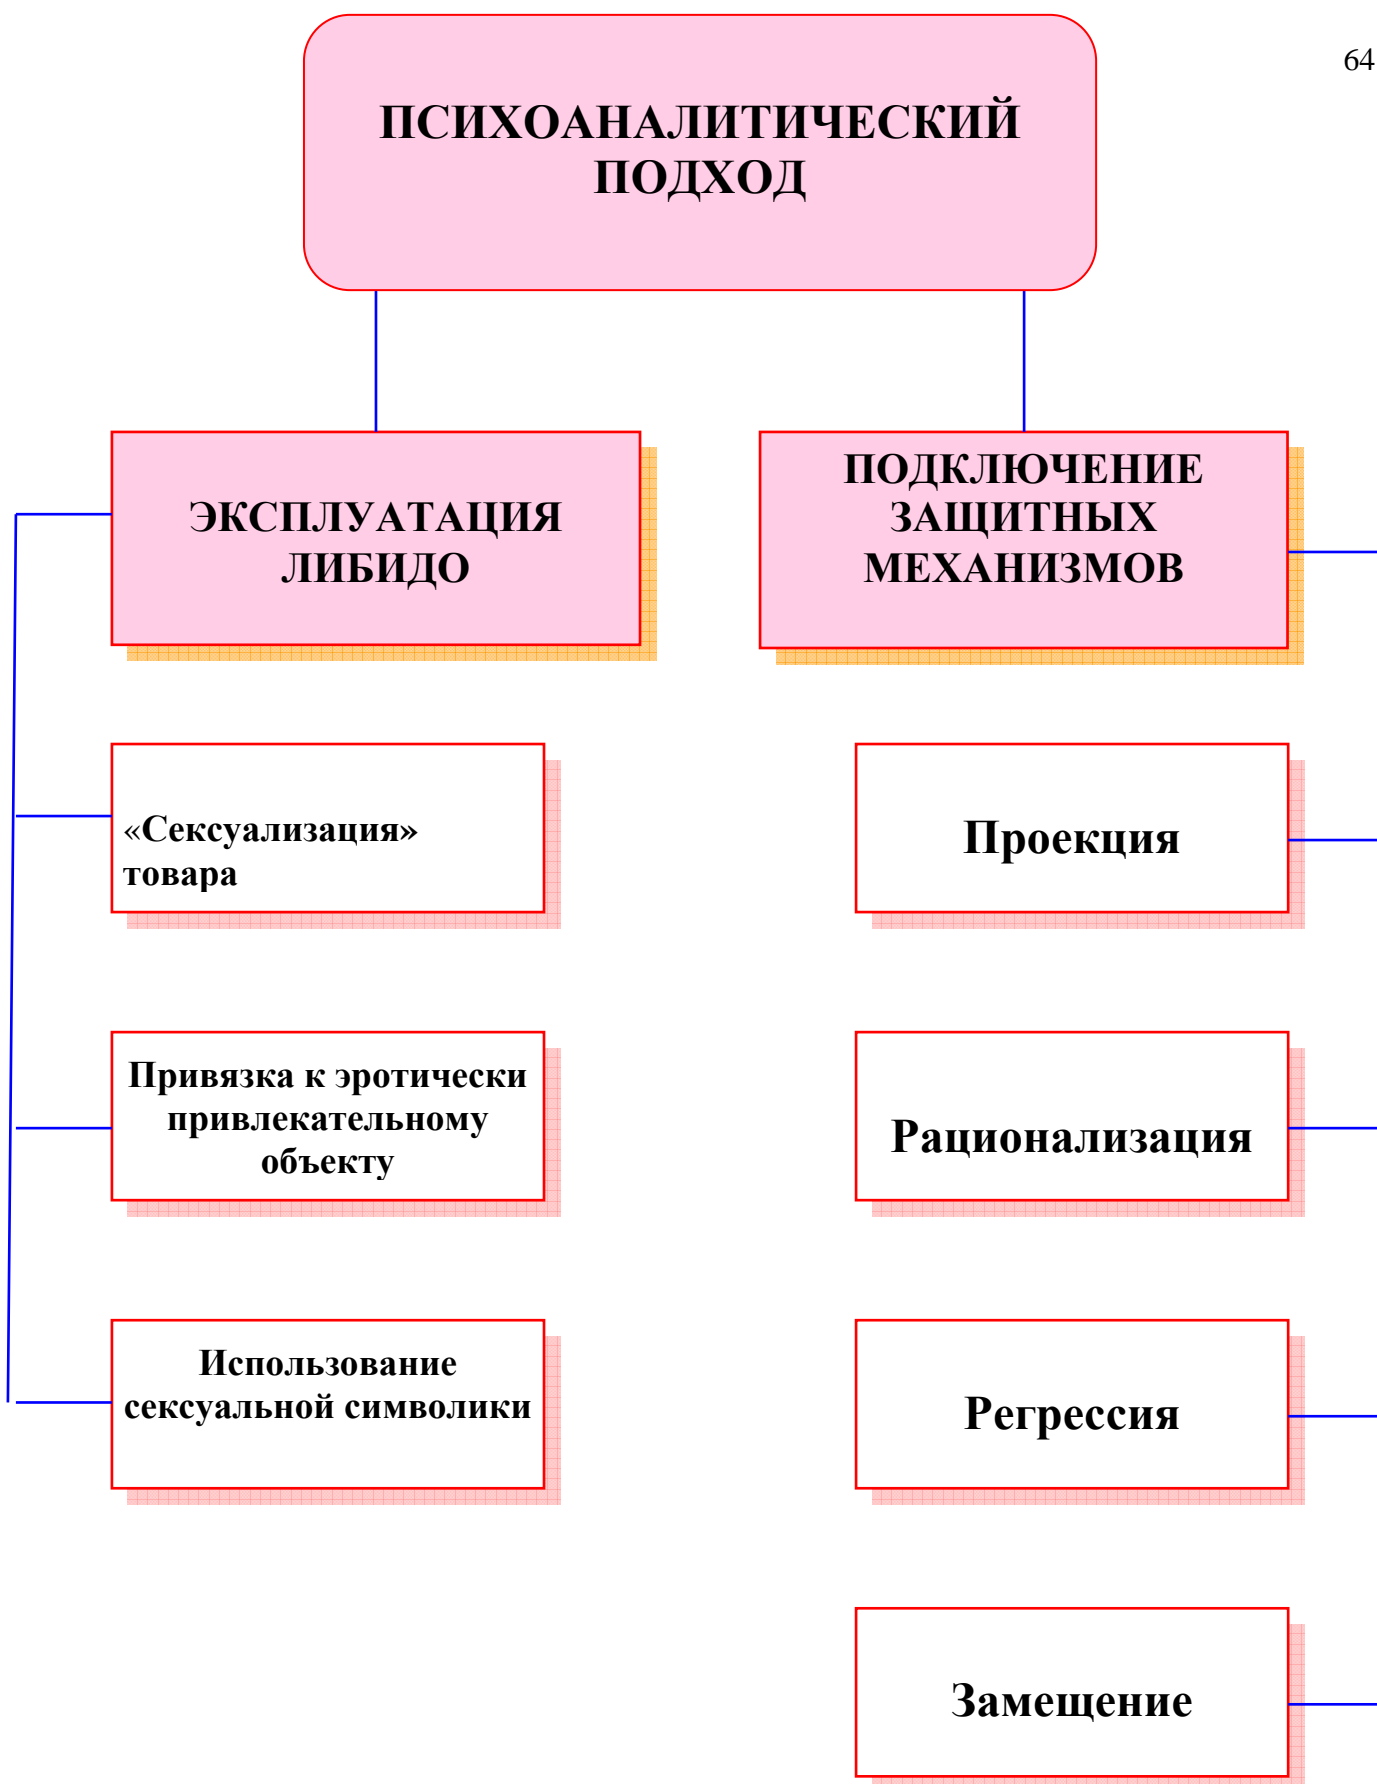 64
ПСИХОАНАЛИТИЧЕСКИЙ
ПОДХОД
ЭКСПЛУАТАЦИЯ
ЛИБИДО
ПОДКЛЮЧЕНИЕ
ЗАЩИТНЫХ
МЕХАНИЗМОВ
«Сексуализация»
товара
Привязка к эротически
привлекательному
объекту
Использование
сексуальной символики
Проекция
Рационализация
Регрессия
Замещение